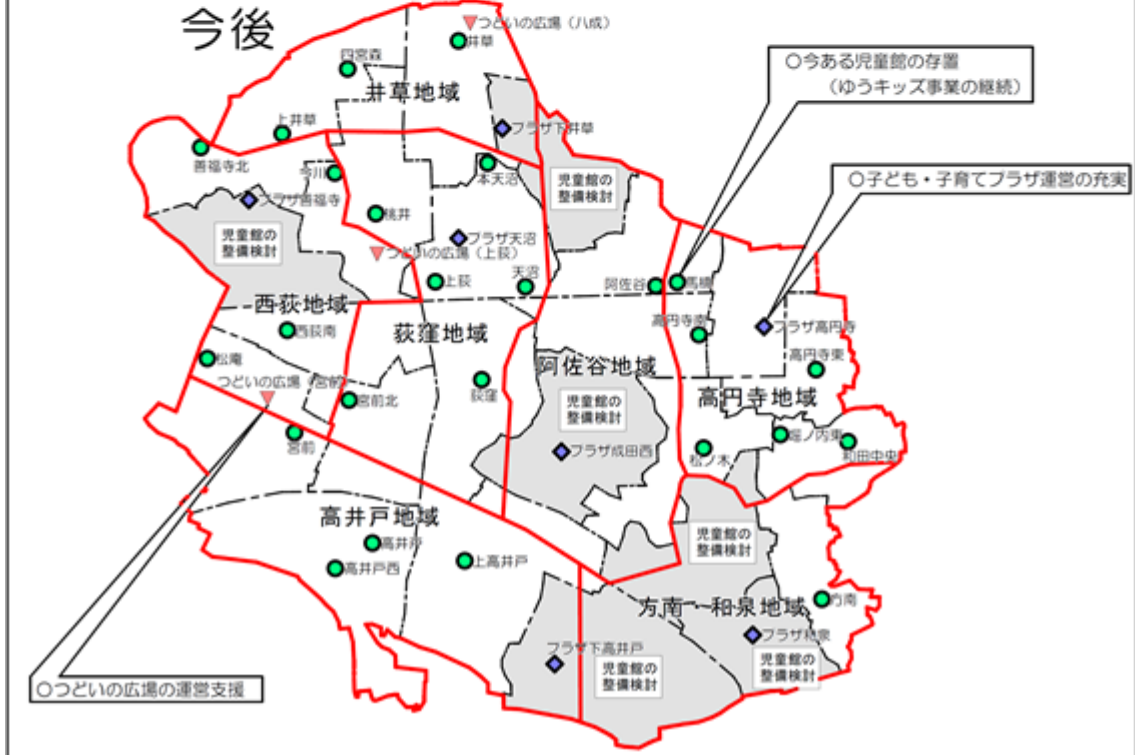 今後
つどいの広場（八成）
井草
四宮森
井草地域
○今ある児童館の存置
（ゆうキッズ事業の継続）
上井草
プラザ下井草
善福寺北
今川
本天沼
児童館の
整備検討
○子ども・子育てプラザ運営の充実
プラザ善福寺
桃井
児童館の
整備検討
プラザ天沼
つどいの広場（上荻）
上荻
天沼
阿佐谷
馬橋
西荻地域
西荻南
荻窪地域
高円寺南
プラザ高円寺
松庵
阿佐谷地域
高円寺東
つどいの広場（宮前）
荻窪
高円寺地域
宮前北
児童館の
整備検討
宮前
プラザ成田西
松ノ木
堀ノ内東
和田中央
高井戸地域
児童館の
整備検討
高井戸
高井戸西
上高井戸
方南 和泉地域
方南
プラザ和泉
プラザ下高井戸
児童館の
整備検討
児童館の
整備検討
○つどいの広場の運営支援